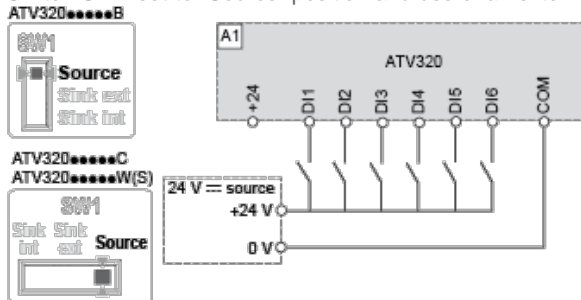 ATV320●●●●●B
SW1
Source
Sink ext
Sink int
ATV320●●●●●C
ATV320●●●●●W(S)
SW1
Sink int
Sink ext
Source
A1
ATV320
+24
DI1
DI2
DI3
DI4
DI5
DI6
COM
24 V source
+24 V
0 V